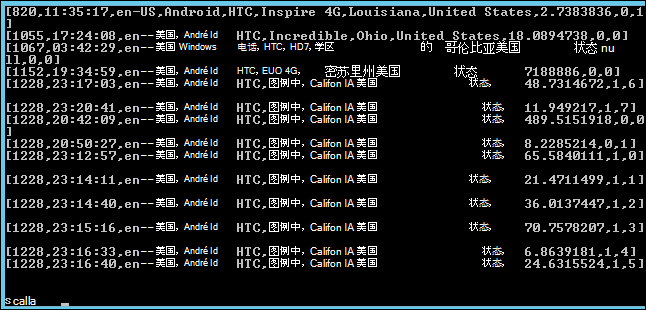 [820,11:35:17,en-US,Android,HTC,Inspire 4G,Louisiana,United States,2.7383836,0,1
]
[1055,17:24:08,en--美国，André Id HTC,Incredible,Ohio,United States,18.0894738,0,0]
[1067,03:42:29,en--美国 Windows 电话, HTC, HD7, 学区 的 哥伦比亚美国 状态 nu
ll,0,0]
[1152,19:34:59,en--美国，André Id HTC, EUO 4G, 密苏里州美国 状态 7188886,0,0]
[1228,23:17:03,en--美国，André Id HTC,图例中，Califon IA 美国 状态， 48.7314672,1,6]
[1228,23:20:41,en--美国，André Id HTC,图例中，Califon IA 美国 状态， 11.949217,1,7]
[1228,20:42:09,en--美国，André Id HTC,图例中，Califon IA 美国 状态， 489.5151918,0,0
]
[1228,20:50:27,en--美国，André Id HTC,图例中，Califon IA 美国 状态， 8.2285214,0,1]
[1228,23:12:57,en--美国，André Id HTC,图例中，Califon IA 美国 状态， 65.5840111,1,0]
[1228,23:14:11,en--美国，André Id HTC,图例中，Califon IA 美国 状态， 21.4711499,1,1]
[1228,23:14:40,en--美国，André Id HTC,图例中，Califon IA 美国 状态， 36.0137447,1,2]
[1228,23:15:16,en--美国，André Id HTC,图例中，Califon IA 美国 状态， 70.7578207,1,3]
[1228,23:16:33,en--美国，André Id HTC,图例中，Califon IA 美国 状态， 6.8639181,1,4]
[1228,23:16:40,en--美国，André Id HTC,图例中，Califon IA 美国 状态， 24.6315524,1,5]
s calla